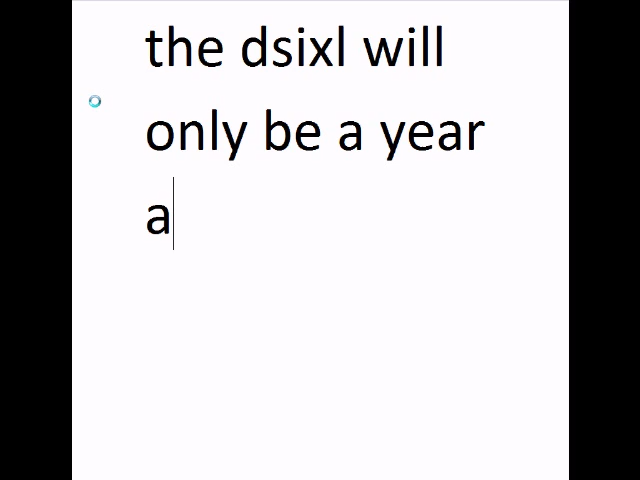 the dsixl will
only be a year
a